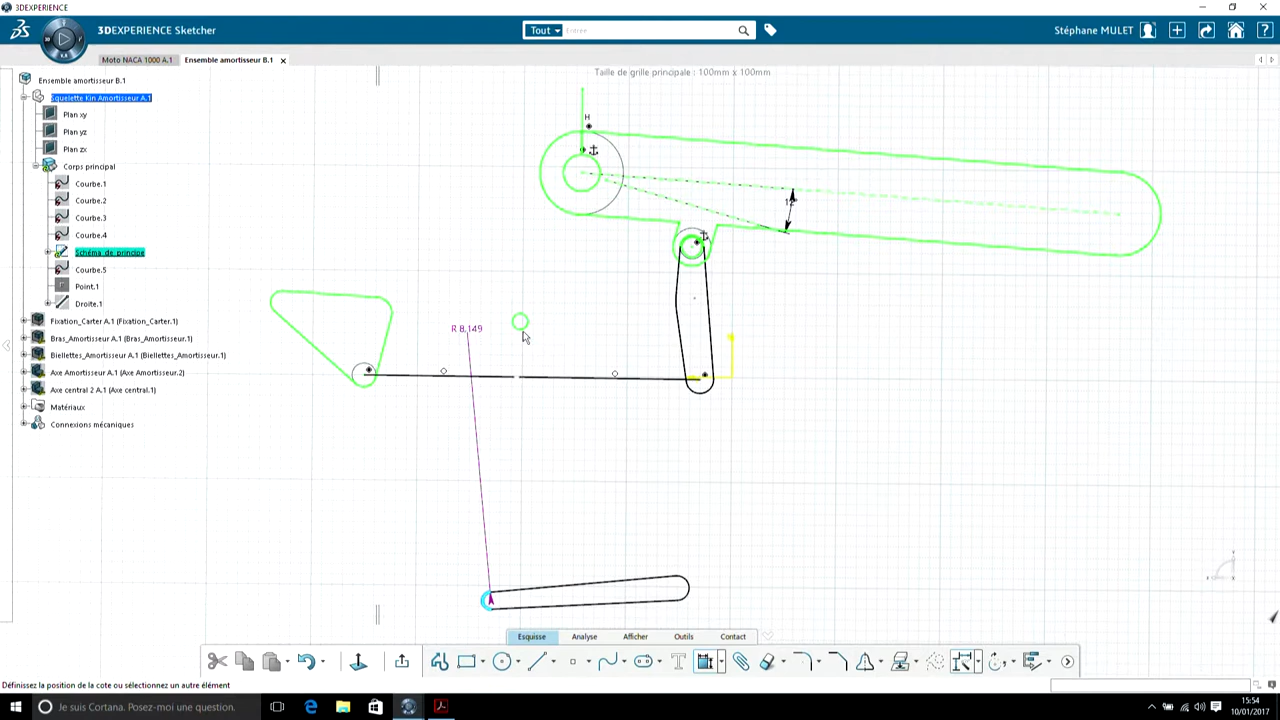 3DEXPERIENCE
3DEXPERIENCE Sketcher
Tout
Entrée
Stéphane MULET
Moto NACA 1000 A.1
Ensemble amortisseur B.1
Taille de grille principale : 100mm x 100mm
Ensemble amortisseur B.1
Squelette Kin Amortisseur A.1
Plan xy
Plan yz
Plan zx
Corps principal
Courbe.1
Courbe.2
Courbe.3
Courbe.4
Schéma_de_principe
Courbe.5
Point.1
Droite.1
Fixation_Carter A.1 (Fixation_Carter.1)
Bras_Amortisseur A.1 (Bras_Amortisseur.1)
Biellettes_Amortisseur A.1 (Biellettes_Amortisseur.1)
Axe Amortisseur A.1 (Axe Amortisseur.2)
Axe central 2 A.1 (Axe central.1)
Matériaux
Connexions mécaniques
H
R 8,149
Esquisse
Analyse
Afficher
Outils
Contact
Définissez la position de la cote ou sélectionnez un autre élément
Je suis Cortana. Posez-moi une question.
15:54
10/01/2017